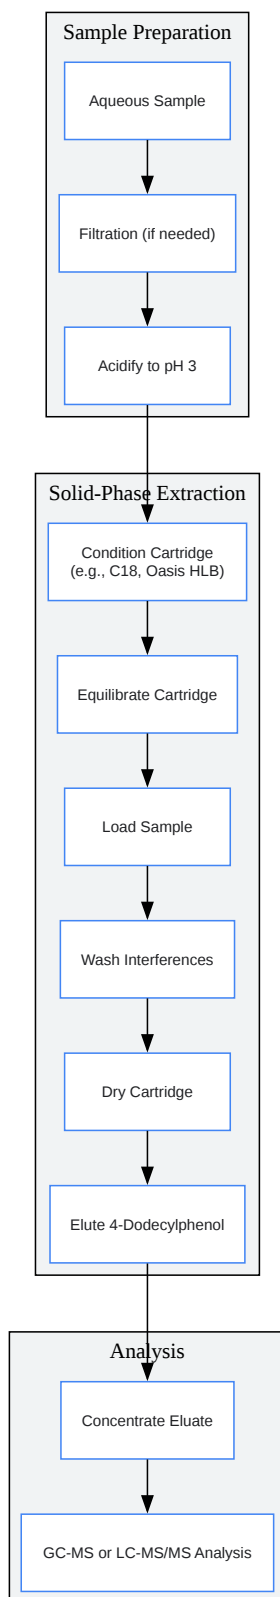 Sample Preparation
Aqueous Sample
Filtration (if needed)
Acidify to pH 3
Solid-Phase Extraction
Condition Cartridge
(e.g., C18, Oasis HLB)
Equilibrate Cartridge
Load Sample
Wash Interferences
Dry Cartridge
Elute 4-Dodecylphenol
Analysis
Concentrate Eluate
GC-MS or LC-MS/MS Analysis